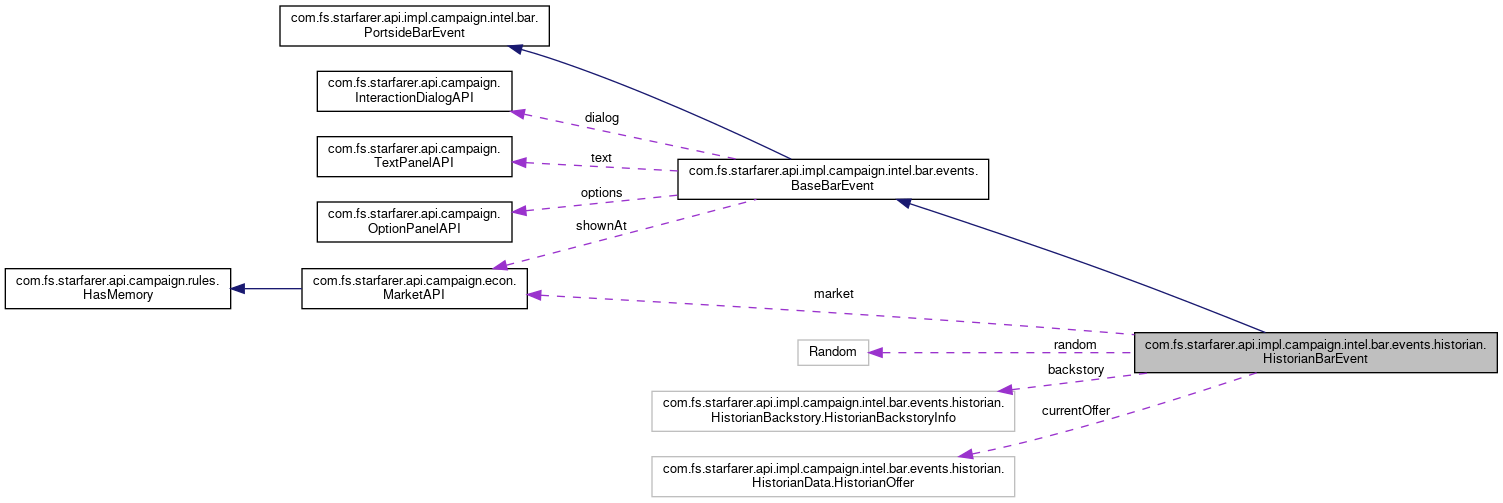 com.fs.starfarer.api.impl.campaign.intel.bar.
PortsideBarEvent
com.fs.starfarer.api.campaign.
InteractionDialogAPI
dialog
com.fs.starfarer.api.campaign.
TextPanelAPI
text
com.fs.starfarer.api.impl.campaign.intel.bar.events.
BaseBarEvent
com.fs.starfarer.api.campaign.
OptionPanelAPI
options
shownAt
com.fs.starfarer.api.campaign.rules.
HasMemory
com.fs.starfarer.api.campaign.econ.
MarketAPI
market
Random
random
com.fs.starfarer.api.impl.campaign.intel.bar.events.historian.
HistorianBarEvent
backstory
com.fs.starfarer.api.impl.campaign.intel.bar.events.historian.
HistorianBackstory.HistorianBackstoryInfo
currentOffer
com.fs.starfarer.api.impl.campaign.intel.bar.events.historian.
HistorianData.HistorianOffer